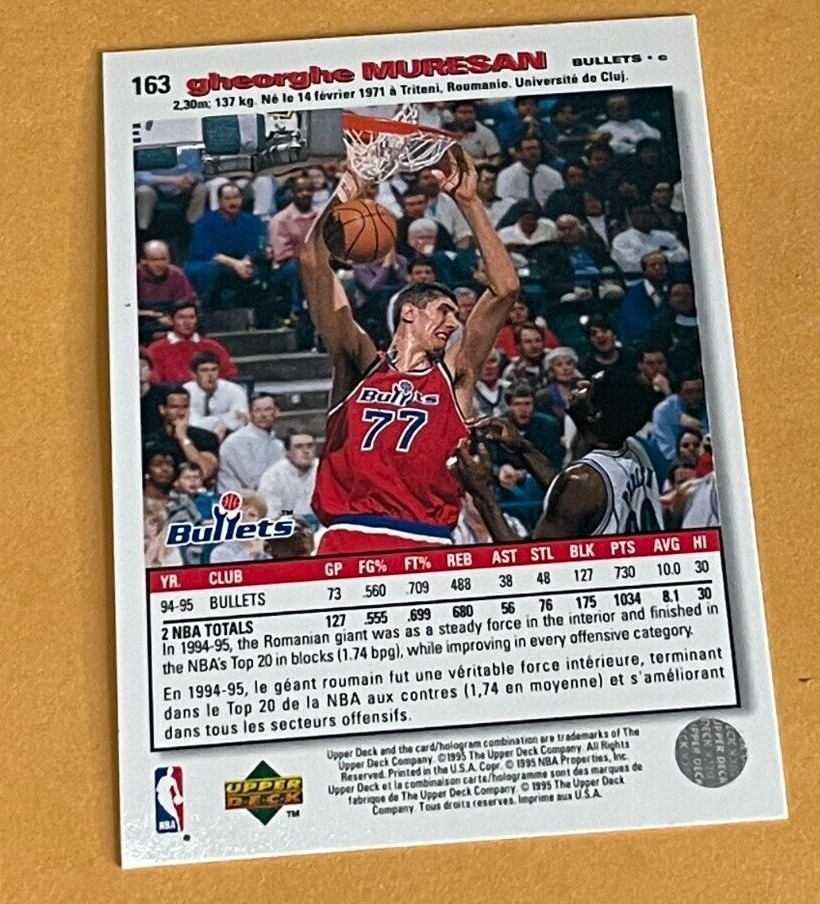 163 gheorghe MURESAN BULLETS • c
2,30m; 137 kg. Né le 14 février 1971 à Triteni, Roumanie. Université de Cluj.
Bullets
77
Bullets™
YR. CLUB GP FG% FT% REB AST STL BLK PTS AVG HI
94-95 BULLETS 73 .560 .709 488 38 48 127 730 10.0 30
2 NBA TOTALS 127 .555 .699 680 56 76 175 1034 8.1 30
In 1994-95, the Romanian giant was as a steady force in the interior and finished in
the NBA's Top 20 in blocks (1.74 bpg), while improving in every offensive category.
En 1994-95, le géant roumain fut une véritable force intérieure, terminant
dans le Top 20 de la NBA aux contres (1,74 en moyenne) et s'améliorant
dans tous les secteurs offensifs.
Upper Deck and the card/hologram combination are trademarks of The
Upper Deck Company. ©1995 The Upper Deck Company. All Rights
Reserved. Printed in the U.S.A. Copr. © 1995 NBA Properties, Inc.
Upper Deck et la combinaison carte/hologramme sont des marques de
fabrique de The Upper Deck Company. © 1995 The Upper Deck
Company. Tous droits reserves. Imprime aux U.S.A.
NBA
UPPER
DECK
™
UPPER DECK